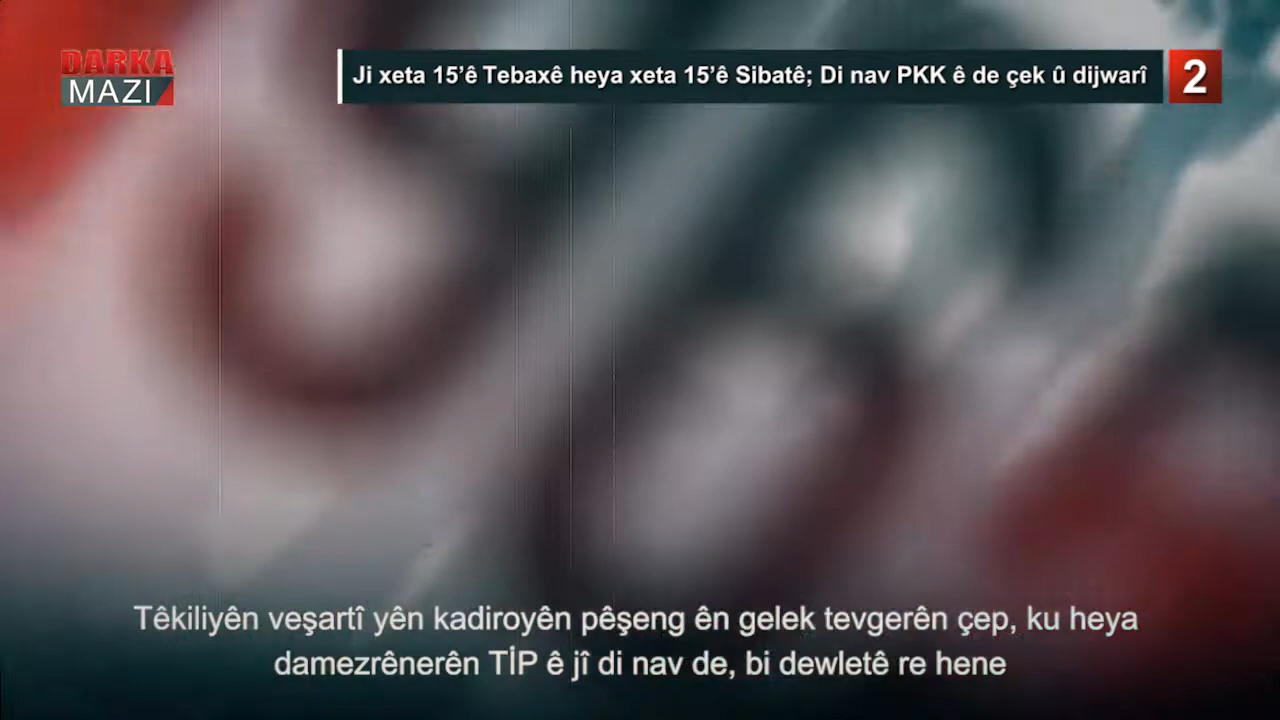 DARKA
MAZI
Ji xeta 15’ê Tebaxê heya xeta 15’ê Sibatê; Di nav PKK ê de çek û dijwarî
2
Têkiliyên veşartî yên kadiroyên pêşeng ên gelek tevgerên çep, ku heya
damezrênerên TİP ê jî di nav de, bi dewletê re hene